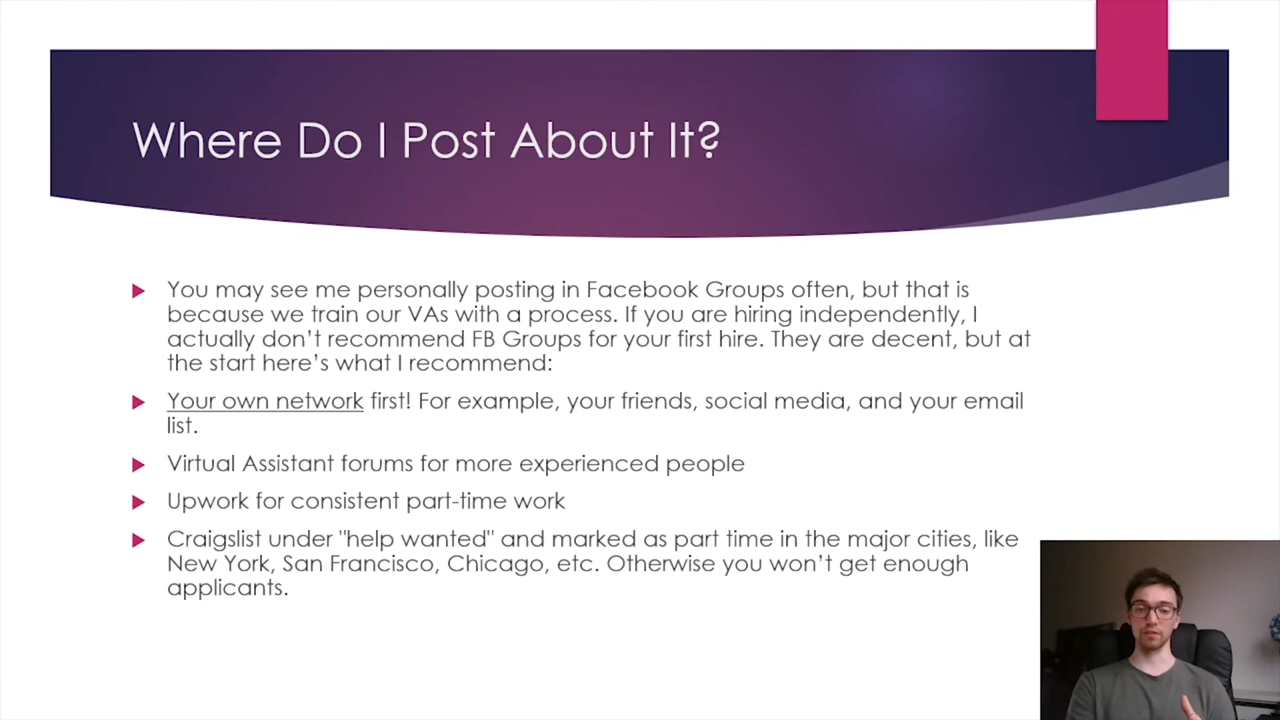 Where Do I Post About It?
You may see me personally posting in Facebook Groups often, but that is
because we train our VAs with a process. If you are hiring independently, I
actually don’t recommend FB Groups for your first hire. They are decent, but at
the start here’s what I recommend:
Your own network first! For example, your friends, social media, and your email
list.
Virtual Assistant forums for more experienced people
Upwork for consistent part-time work
Craigslist under "help wanted" and marked as part time in the major cities, like
New York, San Francisco, Chicago, etc. Otherwise you won’t get enough
applicants.